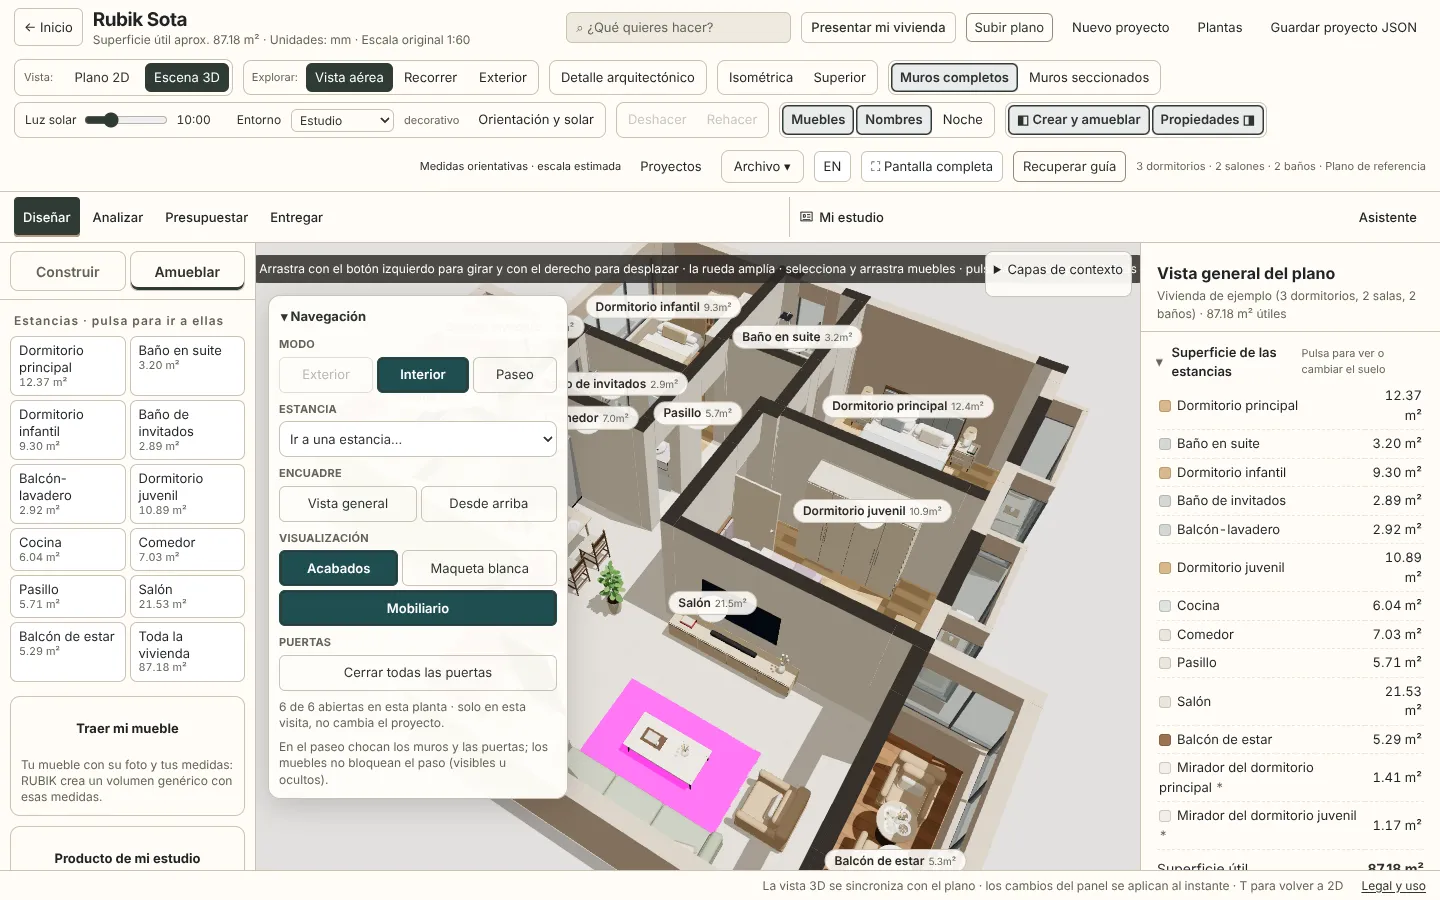 ← Inicio
Rubik Sota
Superficie útil aprox. 87.18 m² · Unidades: mm · Escala original 1:60
¿Qué quieres hacer?
Presentar mi vivienda
Subir plano
Nuevo proyecto
Plantas
Guardar proyecto JSON
Vista:
Plano 2D
Escena 3D
Explorar:
Vista aérea
Recorrer
Exterior
Detalle arquitectónico
Isométrica
Superior
Muros completos
Muros seccionados
Luz solar
10:00
Entorno
Estudio
decorativo
Orientación y solar
Deshacer
Rehacer
Muebles
Nombres
Noche
◧ Crear y amueblar
Propiedades ◨
Medidas orientativas · escala estimada
Proyectos
Archivo ▾
EN
⛶ Pantalla completa
Recuperar guía
3 dormitorios · 2 salones · 2 baños · Plano de referencia
Diseñar
Analizar
Presupuestar
Entregar
Mi estudio
Asistente
Construir
Amueblar
Estancias · pulsa para ir a ellas
Dormitorio
principal
12.37 m²
Baño en suite
3.20 m²
Dormitorio
infantil
9.30 m²
Baño de
invitados
2.89 m²
Balcón-
lavadero
2.92 m²
Dormitorio
juvenil
10.89 m²
Cocina
6.04 m²
Comedor
7.03 m²
Pasillo
5.71 m²
Salón
21.53 m²
Balcón de estar
5.29 m²
Toda la
vivienda
87.18 m²
Traer mi mueble
Tu mueble con su foto y tus medidas:
RUBIK crea un volumen genérico con
esas medidas.
Producto de mi estudio
Arrastra con el botón izquierdo para girar y con el derecho para desplazar · la rueda amplía · selecciona y arrastra muebles ·
▶ Capas de contexto
▾ Navegación
MODO
Exterior
Interior
Paseo
ESTANCIA
Ir a una estancia...
ENCUADRE
Vista general
Desde arriba
VISUALIZACIÓN
Acabados
Maqueta blanca
Mobiliario
PUERTAS
Cerrar todas las puertas
6 de 6 abiertas en esta planta · solo en esta
visita, no cambia el proyecto.
En el paseo chocan los muros y las puertas; los
muebles no bloquean el paso (visibles u
ocultos).
Dormitorio infantil 9.3m²
Baño en suite 3.2m²
o de invitados 2.9m²
medor 7.0m²
Pasillo 5.7m²
Dormitorio principal 12.4m²
Dormitorio juvenil 10.9m²
Salón 21.5m²
Balcón de estar 5.3m²
Vista general del plano
Vivienda de ejemplo (3 dormitorios, 2 salas, 2
baños) · 87.18 m² útiles
▼ Superficie de las
estancias
Pulsa para ver o
cambiar el suelo
Dormitorio principal 12.37 m²
Baño en suite 3.20 m²
Dormitorio infantil 9.30 m²
Baño de invitados 2.89 m²
Balcón-lavadero 2.92 m²
Dormitorio juvenil 10.89 m²
Cocina 6.04 m²
Comedor 7.03 m²
Pasillo 5.71 m²
Salón 21.53 m²
Balcón de estar 5.29 m²
Mirador del dormitorio
principal * 1.41 m²
Mirador del dormitorio juvenil
* 1.17 m²
Superficie útil 87.18 m²
La vista 3D se sincroniza con el plano · los cambios del panel se aplican al instante · T para volver a 2D
Legal y uso